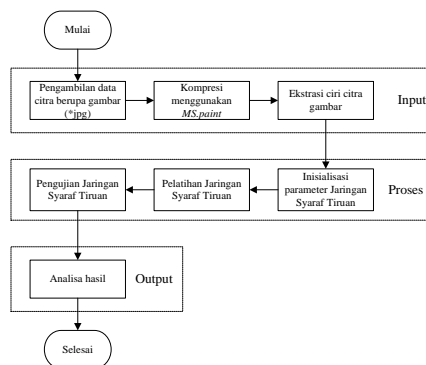 Mulai
Pengambilan data
citra berupa gambar
(*jpg)
Kompresi
menggunakan
MS.paint
Ekstrasi ciri citra
gambar
Input
Inisialisasi
parameter Jaringan
Syaraf Tiruan
Pelatihan Jaringan
Syaraf Tiruan
Pengujian Jaringan
Syaraf Tiruan
Proses
Analisa hasil
Output
Selesai